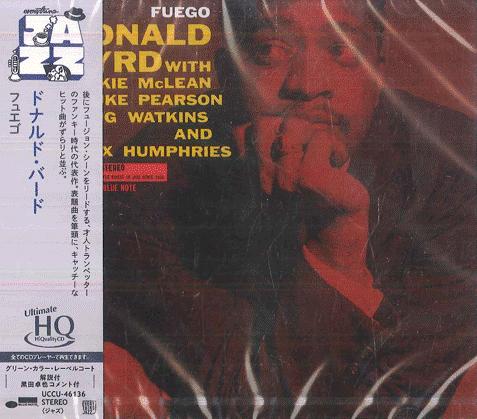 everything
JAZZ
ドナルド・バード
フュエゴ
後にフュージョン・シーンをリードする、才人トランペッター
のファンキー時代の代表作。表題曲を筆頭に、キャッチーな
ヒット曲がずらりと並ぶ。
Ultimate
HQ
HiQualityCD
全てのCDプレーヤーで再生できます。
グリーン・カラー・レーベルコート
解説付
黒田卓也コメント付
UCCU-46136
STEREO
(ジャズ)
FUEGO
ONALD
YRD WITH
KIE McLEAN
UKE PEARSON
UG WATKINS
AND
X HUMPHRIES
STEREO
BLUE NOTE